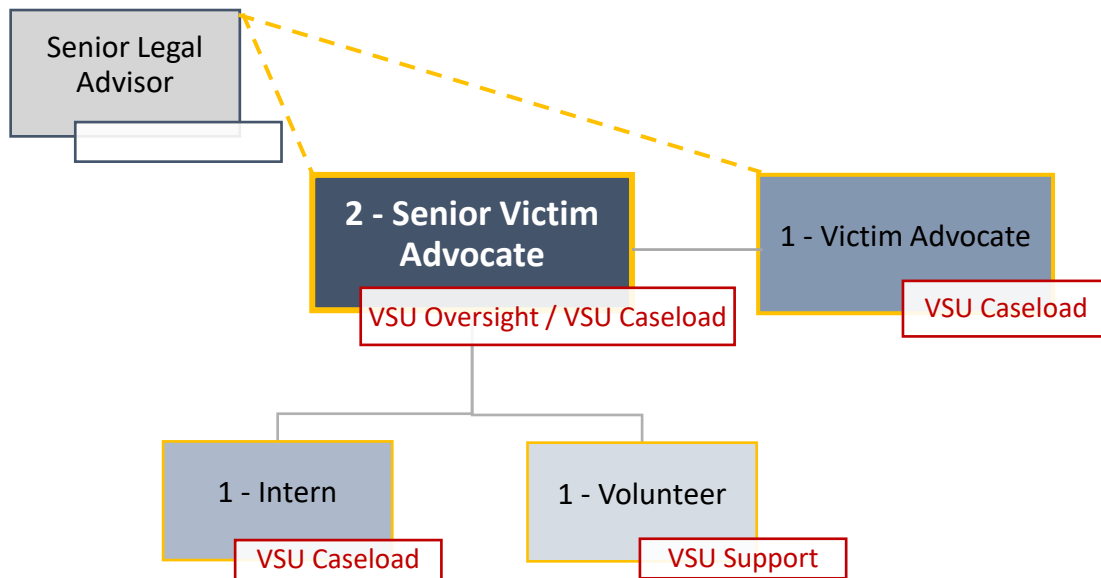 Senior Legal
Advisor
2 - Senior Victim
Advocate
VSU Oversight / VSU Caseload
1 - Victim Advocate
VSU Caseload
1 - Intern
VSU Caseload
1 - Volunteer
VSU Support